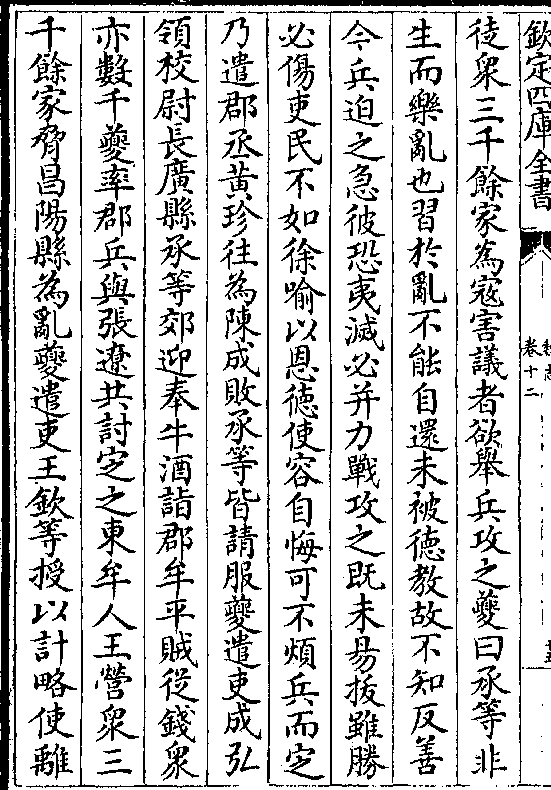 欽定四庫全書
卷十二
徒衆三千餘家為冦害議者欲舉兵攻之夔曰承等非
生而樂亂也習於亂不能自還未被徳教故不知反善
今兵迫之急彼恐夷滅必并力戰攻之既未昜拔雖勝
必傷吏民不如徐喻以恩徳使容自悔可不煩兵而定
乃遣郡丞黄珍往為陳成敗承等皆請服夔遣吏成弘
領校尉長廣縣丞等郊迎奉牛酒詣郡牟平賊從錢衆
亦數千夔率郡兵與張遼共討定之東牟人王營衆三
千餘家脅昌陽縣為亂夔遣吏王欽等授以計略使離